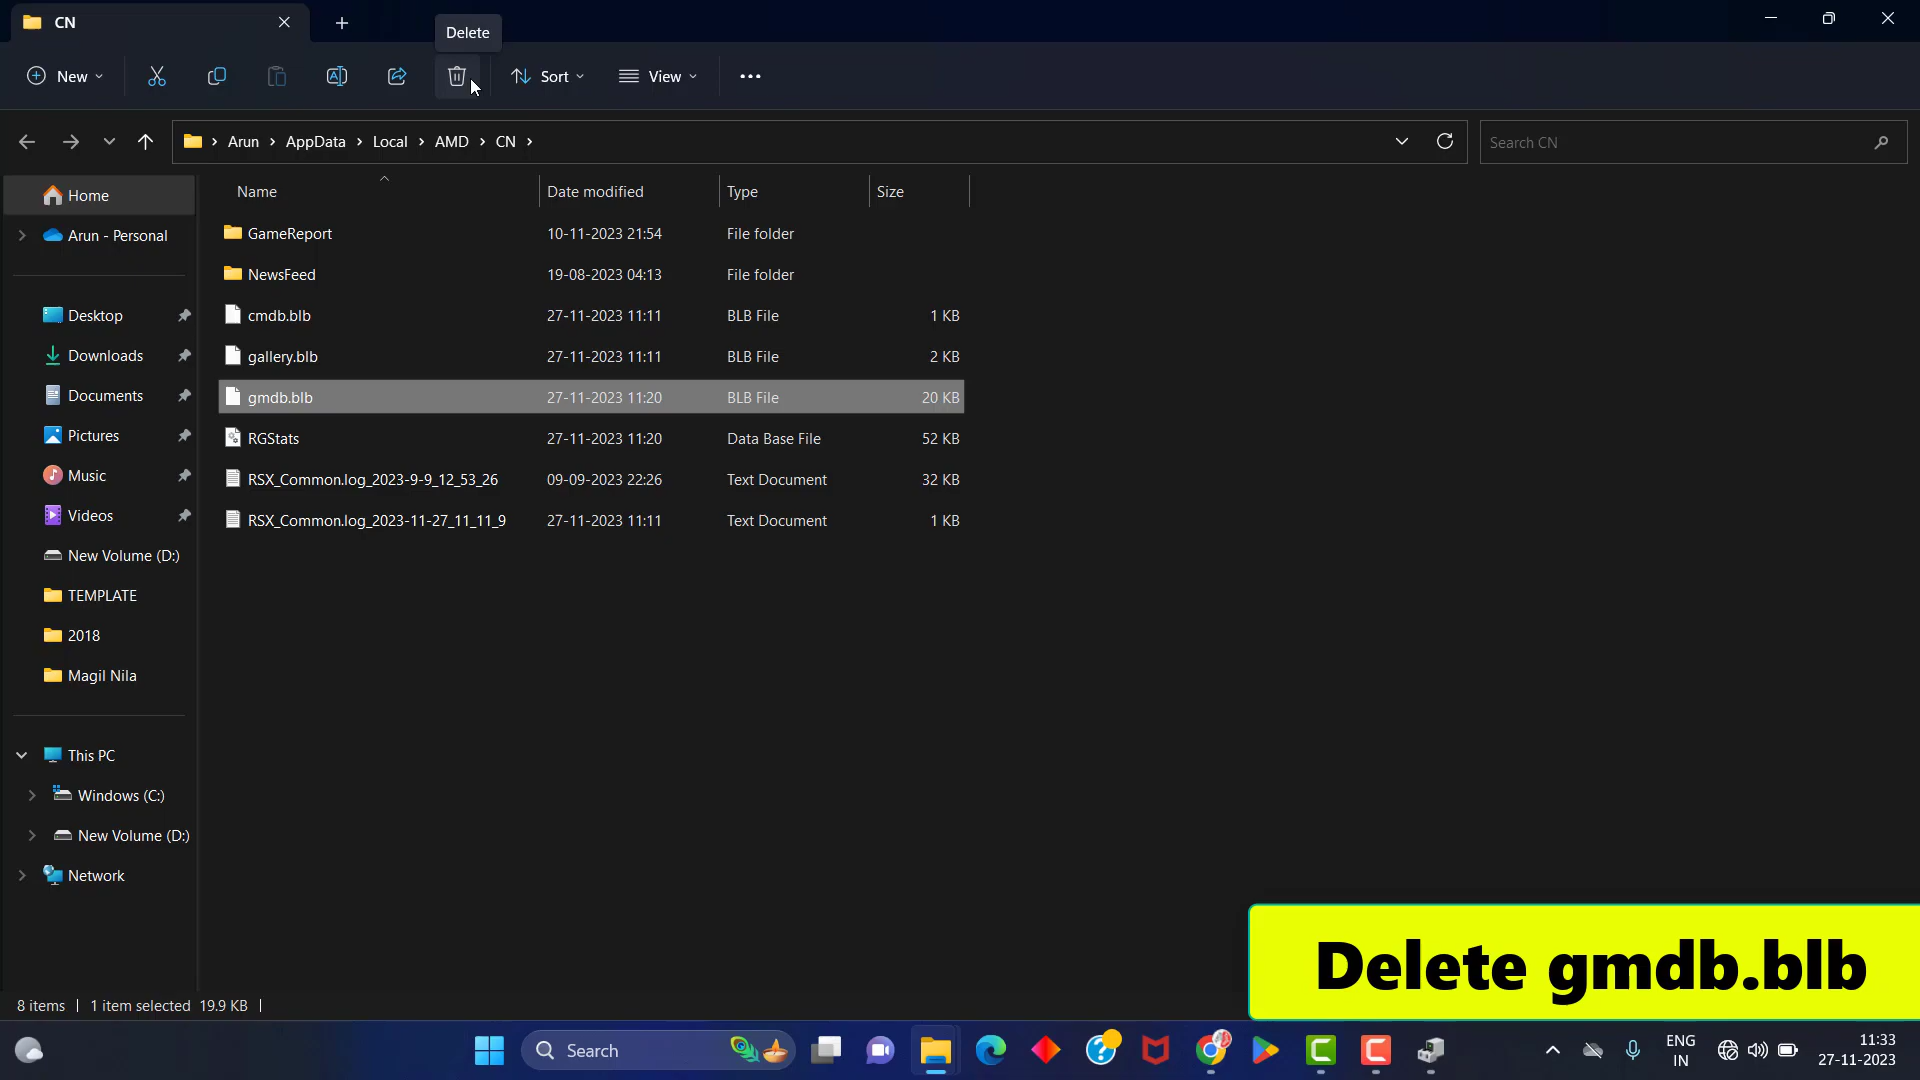 CN
Delete
New
Sort
View
Arun
AppData
Local
AMD
CN
Search CN
Name
Date modified
Type
Size
Home
Arun - Personal
Desktop
Downloads
Documents
Pictures
Music
Videos
New Volume (D:)
TEMPLATE
2018
Magil Nila
This PC
Windows (C:)
New Volume (D:)
Network
GameReport 10-11-2023 21:54 File folder
NewsFeed 19-08-2023 04:13 File folder
cmdb.blb 27-11-2023 11:11 BLB File 1 KB
gallery.blb 27-11-2023 11:11 BLB File 2 KB
gmdb.blb 27-11-2023 11:20 BLB File 20 KB
RGStats 27-11-2023 11:20 Data Base File 52 KB
RSX_Common.log_2023-9-9_12_53_26 09-09-2023 22:26 Text Document 32 KB
RSX_Common.log_2023-11-27_11_11_9 27-11-2023 11:11 Text Document 1 KB
Delete gmdb.blb
8 items 1 item selected 19.9 KB
Search
ENG
IN
11:33
27-11-2023